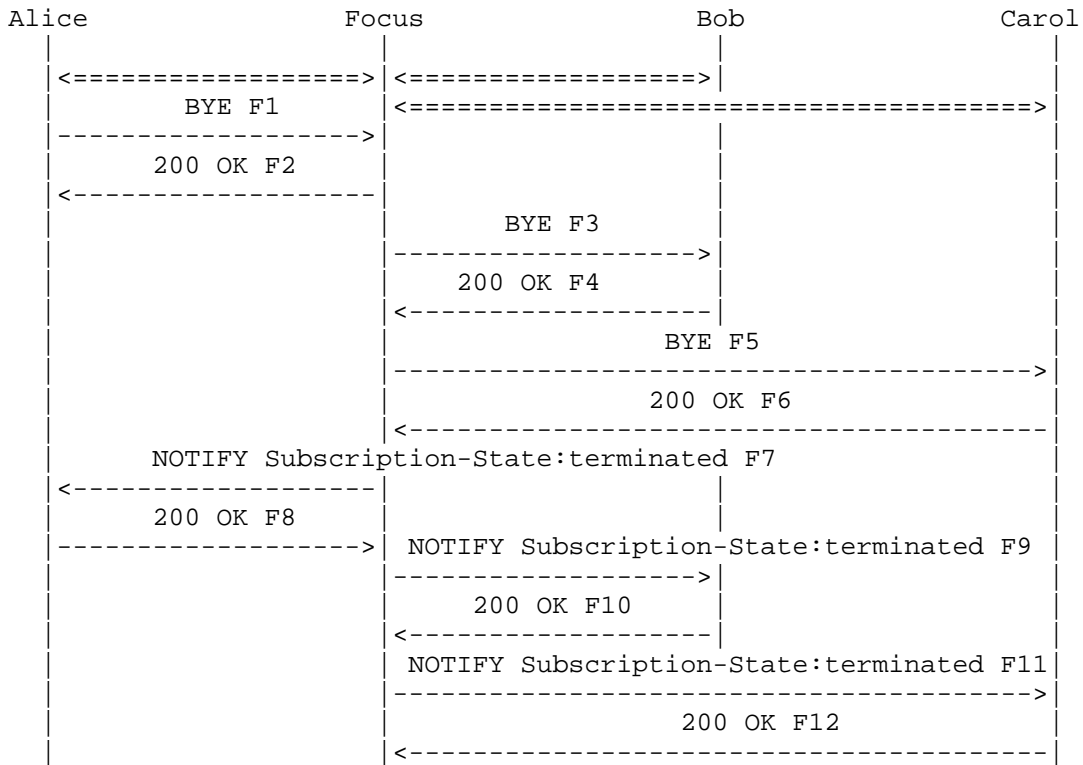 Alice Focus Bob Carol
BYE F1
200 OK F2
BYE F3
200 OK F4
BYE F5
200 OK F6
NOTIFY Subscription-State:terminated F7
200 OK F8
NOTIFY Subscription-State:terminated F9
200 OK F10
NOTIFY Subscription-State:terminated F11
200 OK F12